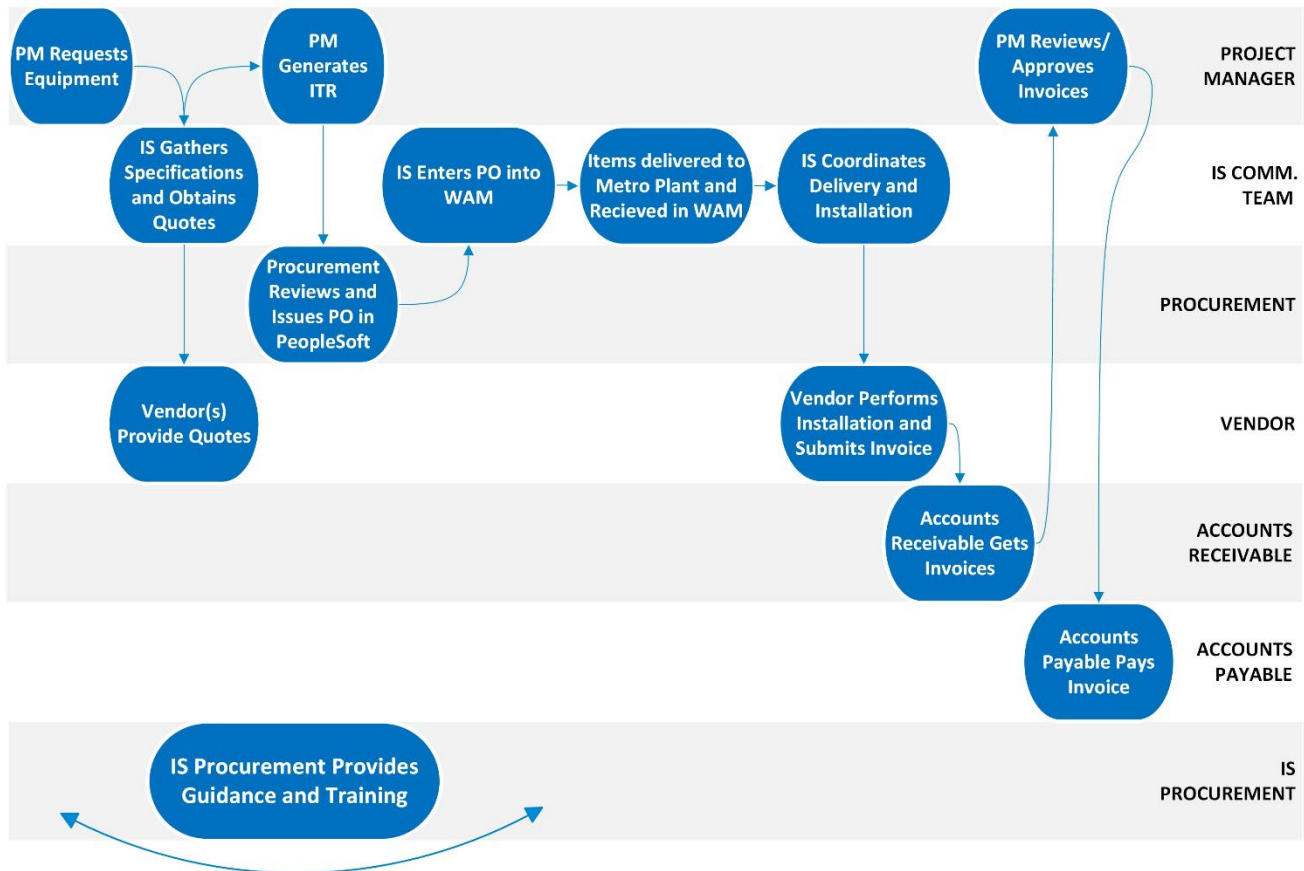 PM Requests
Equipment
PM
Generates
ITR
PM Reviews/
Approves
Invoices
PROJECT
MANAGER
IS Gathers
Specifications
and Obtains
Quotes
IS Enters PO into
WAM
Items delivered to
Metro Plant and
Recieved in WAM
IS Coordinates
Delivery and
Installation
IS COMM.
TEAM
Procurement
Reviews and
Issues PO in
PeopleSoft
PROCUREMENT
Vendor(s)
Provide Quotes
Vendor Performs
Installation and
Submits Invoice
VENDOR
Accounts
Receivable Gets
Invoices
ACCOUNTS
RECEIVABLE
Accounts
Payable Pays
Invoice
ACCOUNTS
PAYABLE
IS Procurement Provides
Guidance and Training
IS
PROCUREMENT